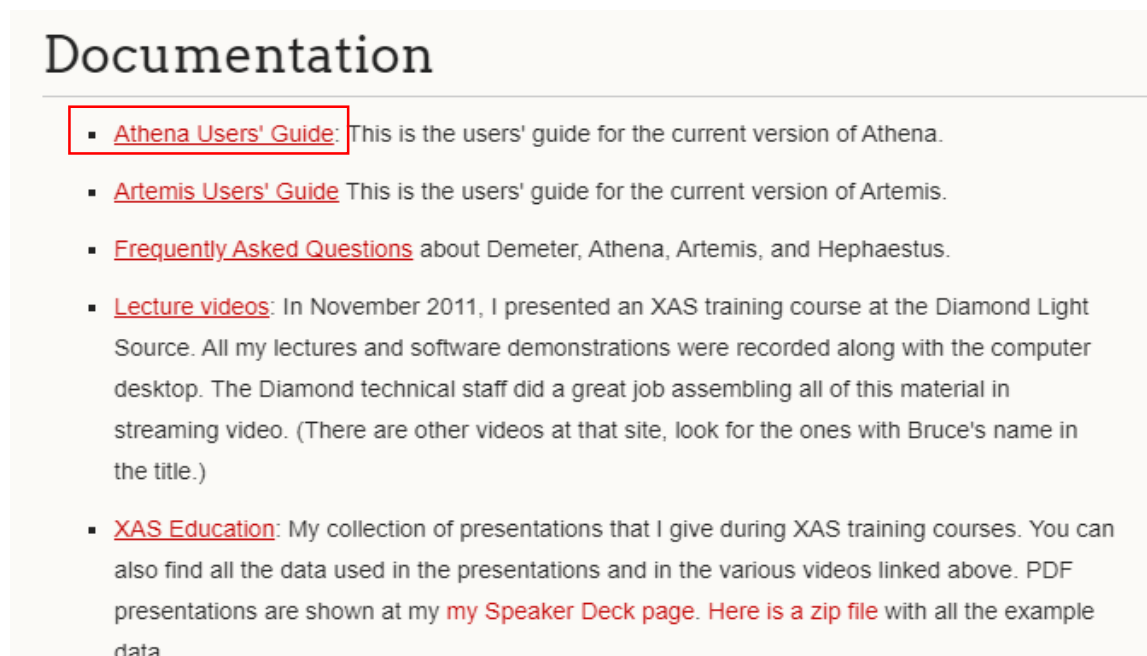 Documentation
Athena Users' Guide: This is the users' guide for the current version of Athena.
Artemis Users' Guide This is the users' guide for the current version of Artemis.
Frequently Asked Questions about Demeter, Athena, Artemis, and Hephaestus.
Lecture videos: In November 2011, I presented an XAS training course at the Diamond Light
Source. All my lectures and software demonstrations were recorded along with the computer
desktop. The Diamond technical staff did a great job assembling all of this material in
streaming video. (There are other videos at that site, look for the ones with Bruce's name in
the title.)
XAS Education: My collection of presentations that I give during XAS training courses. You can
also find all the data used in the presentations and in the various videos linked above. PDF
presentations are shown at my my Speaker Deck page. Here is a zip file with all the example
data